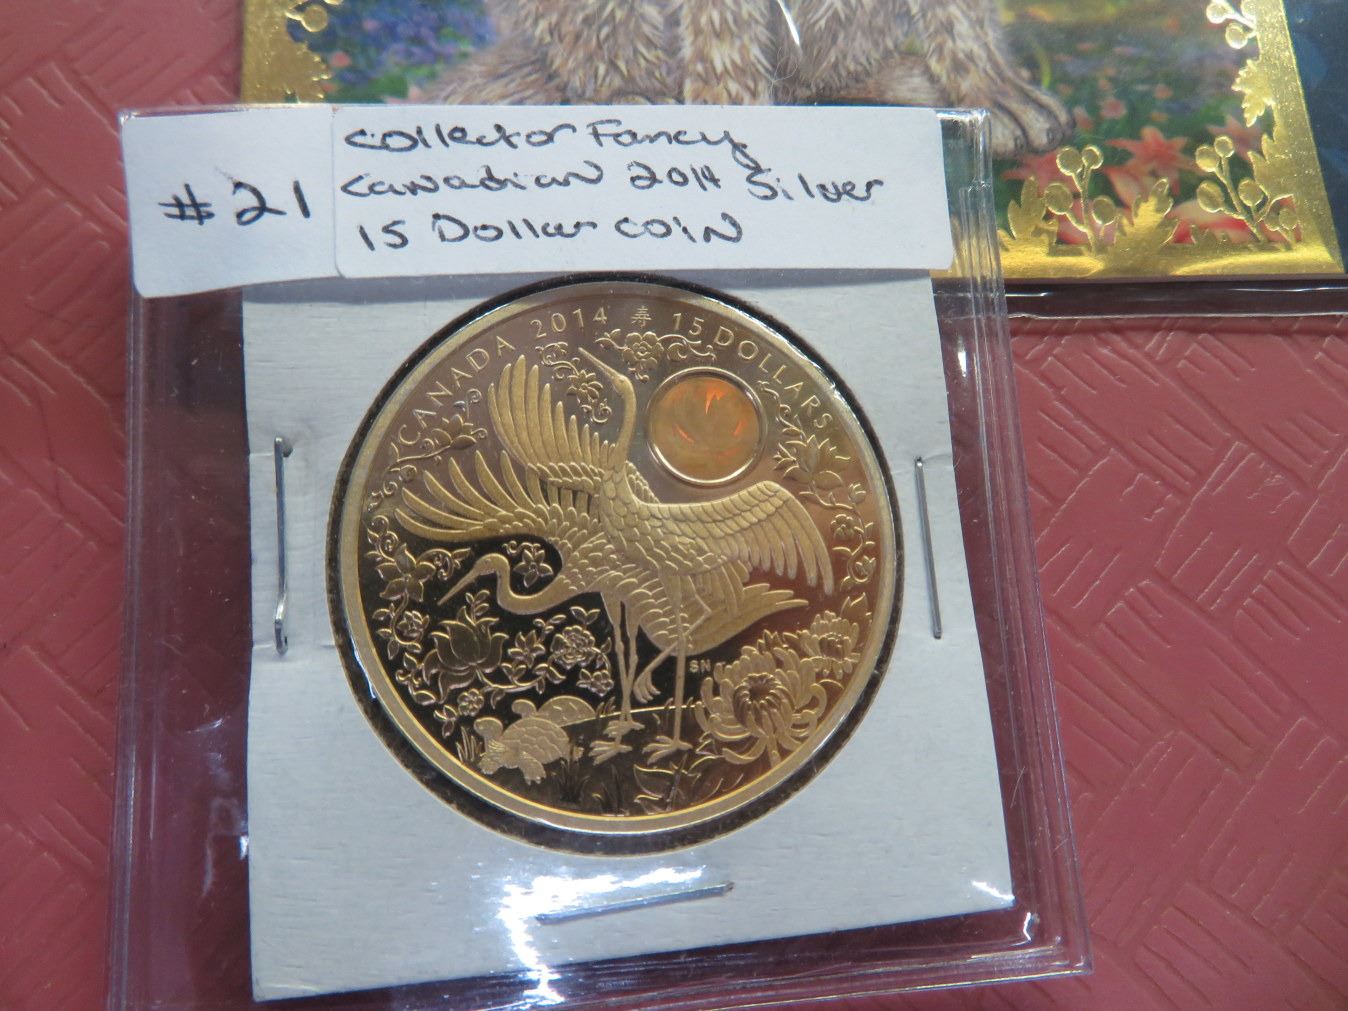 #21
Collector Fancy
Canadian 2014 Silver
15 Dollar COIN
CANADA 2014 寿 15 DOLLARS
SN